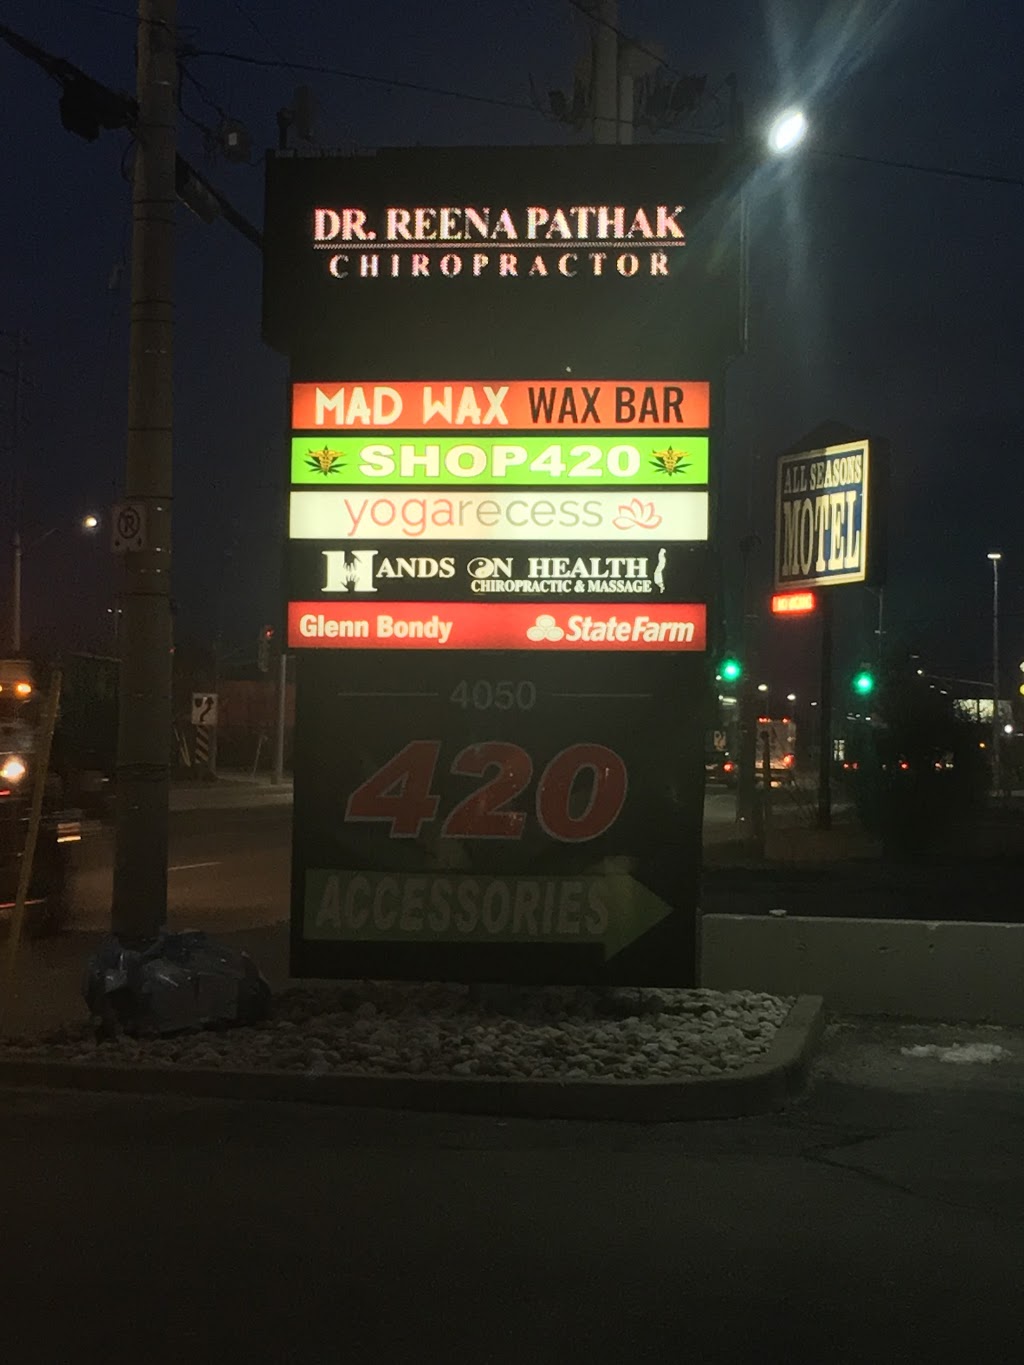 DR. REENA PATHAK
CHIROPRACTOR
MAD WAX WAX BAR
SHOP420
yogarecess
HANDS ON HEALTH
CHIROPRACTIC & MASSAGE
Glenn Bondy StateFarm
4050
420
ACCESSORIES
ALL SEASONS
MOTEL